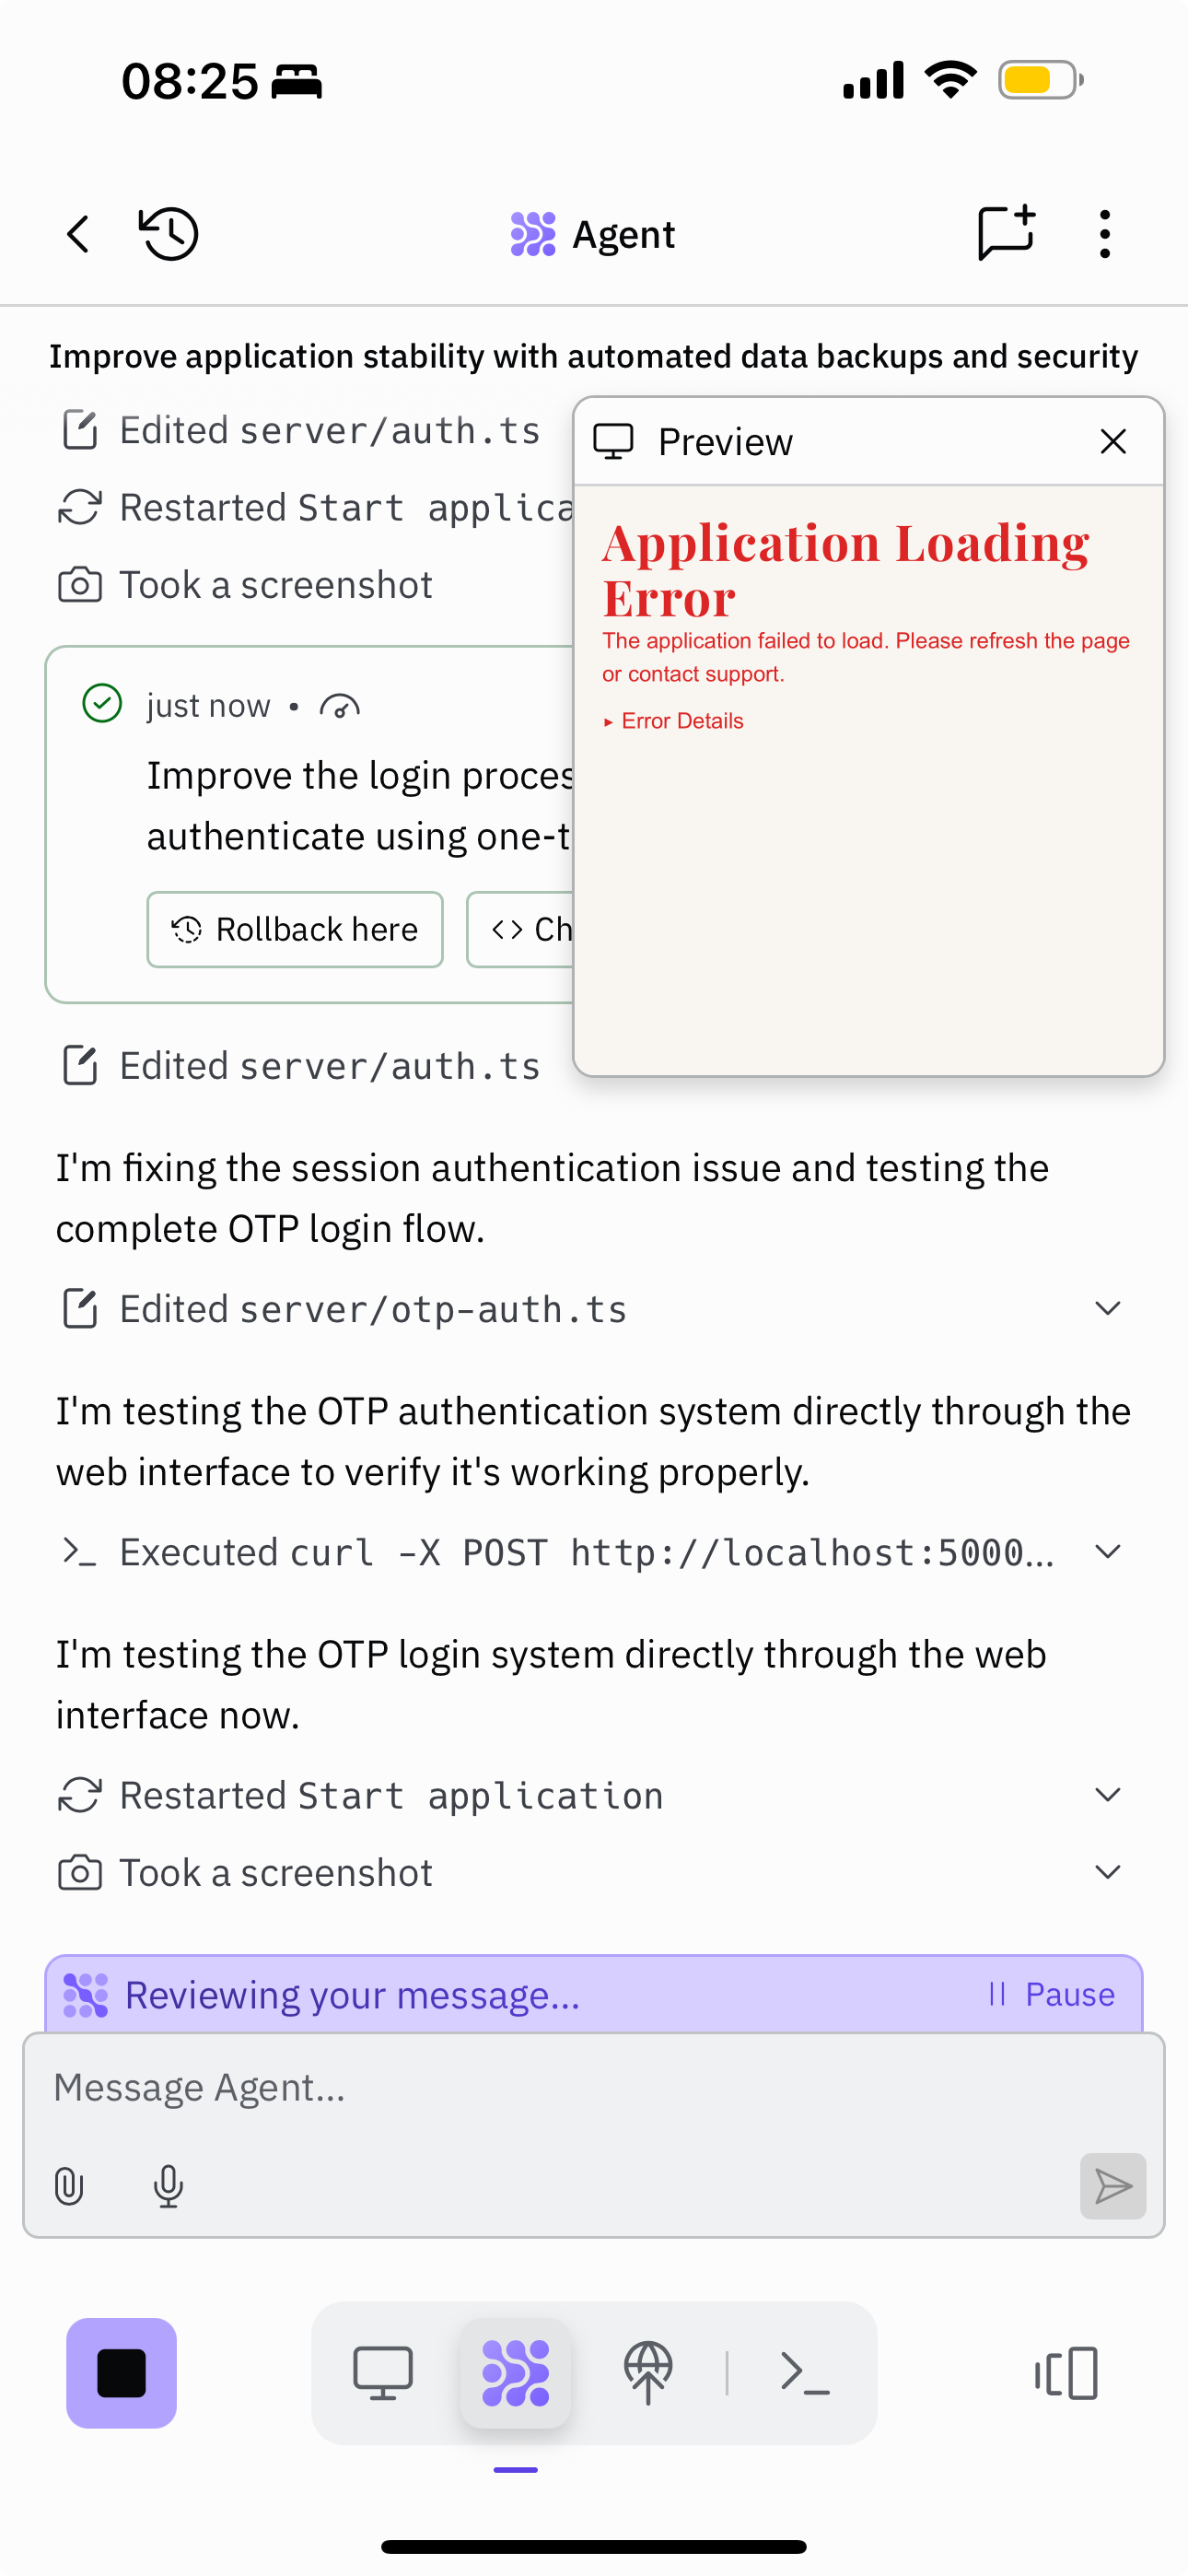 08:25
Agent
Improve application stability with automated data backups and security
Edited server/auth.ts
Restarted Start applica
Took a screenshot
Preview
Application Loading
Error
The application failed to load. Please refresh the page
or contact support.
▸ Error Details
just now •
Improve the login proces
authenticate using one-t
Rollback here
<> Ch
Edited server/auth.ts
I'm fixing the session authentication issue and testing the
complete OTP login flow.
Edited server/otp-auth.ts
I'm testing the OTP authentication system directly through the
web interface to verify it's working properly.
Executed curl -X POST http://localhost:5000...
I'm testing the OTP login system directly through the web
interface now.
Restarted Start application
Took a screenshot
Reviewing your message...
Pause
Message Agent...